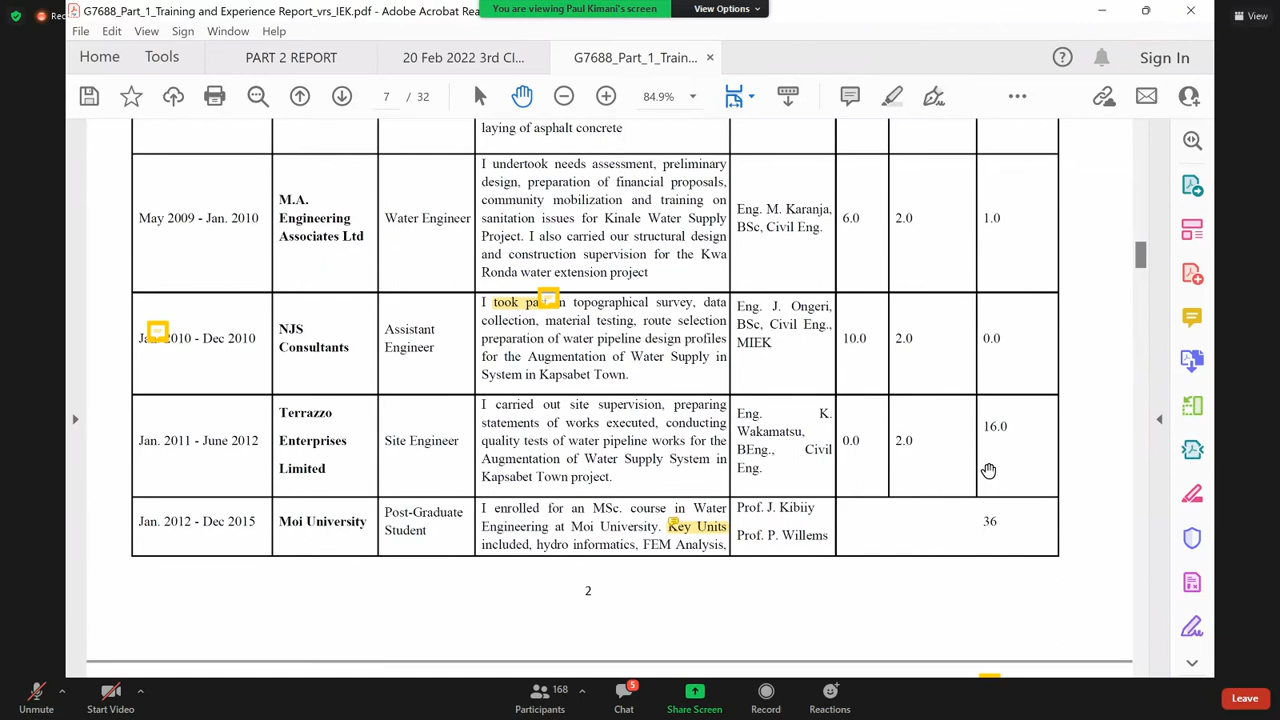 G7688_Part_1_Training and Experience Report_vrs_IEK.pdf - Adobe Acrobat Rea
You are viewing Paul Kimani's screen
View Options
File Edit View Sign Window Help
View
Home Tools PART 2 REPORT 20 Feb 2022 3rd Cl... G7688_Part_1_Train... Sign In
7 / 32 84.9%
laying of asphalt concrete
May 2009 - Jan. 2010
M.A.
Engineering
Associates Ltd
Water Engineer
I undertook needs assessment, preliminary
design, preparation of financial proposals,
community mobilization and training on
sanitation issues for Kinale Water Supply
Project. I also carried our structural design
and construction supervision for the Kwa
Ronda water extension project
Eng. M. Karanja,
BSc, Civil Eng.
6.0
2.0
1.0
2010 - Dec 2010
NJS
Consultants
Assistant
Engineer
I took topographical survey, data
collection, material testing, route selection
preparation of water pipeline design profiles
for the Augmentation of Water Supply in
System in Kapsabet Town.
Eng. J. Ongeri,
BSc, Civil Eng.,
MIEK
10.0
2.0
0.0
Jan. 2011 - June 2012
Terrazzo
Enterprises
Limited
Site Engineer
I carried out site supervision, preparing
statements of works executed, conducting
quality tests of water pipeline works for the
Augmentation of Water Supply System in
Kapsabet Town project.
Eng. K.
Wakamatsu,
BEng., Civil
Eng.
0.0
2.0
16.0
Jan. 2012 - Dec 2015
Moi University
Post-Graduate
Student
I enrolled for an MSc. course in Water
Engineering at Moi University. Key Units
included, hydro informatics, FEM Analysis,
Prof. J. Kibiiy
Prof. P. Willems
36
2
Unmute
Start Video
168
Participants
5
Chat
Share Screen
Record
Reactions
Leave